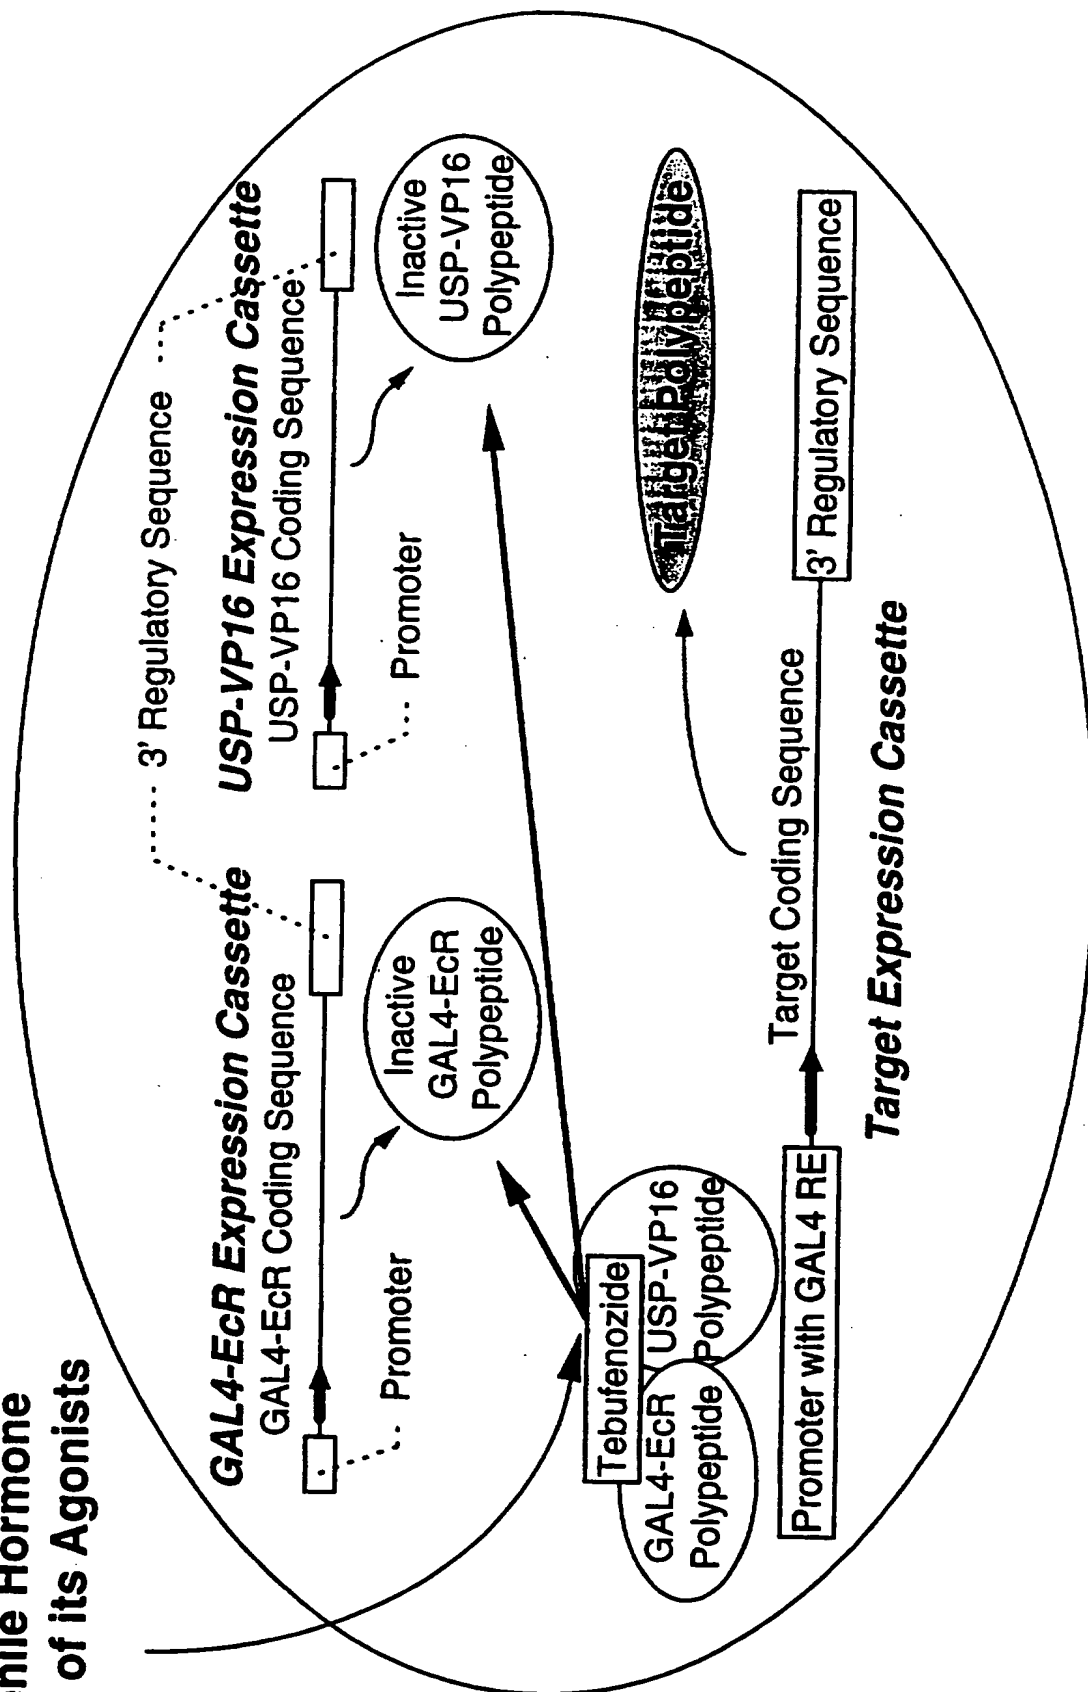 Hormone
of its Agonists
GAL4-EcR Expression Cassette
GAL4-EcR Coding Sequence
Promoter
Inactive
GAL4-EcR
Polypeptide
3' Regulatory Sequence
USP-VP16 Expression Cassette
USP-VP16 Coding Sequence
Promoter
Inactive
USP-VP16
Polypeptide
Tebufenozide
GAL4-EcR
Polypeptide
USP-VP16
Polypeptide
Target Polypeptide
Promoter with GAL4 RE
Target Coding Sequence
3' Regulatory Sequence
Target Expression Cassette